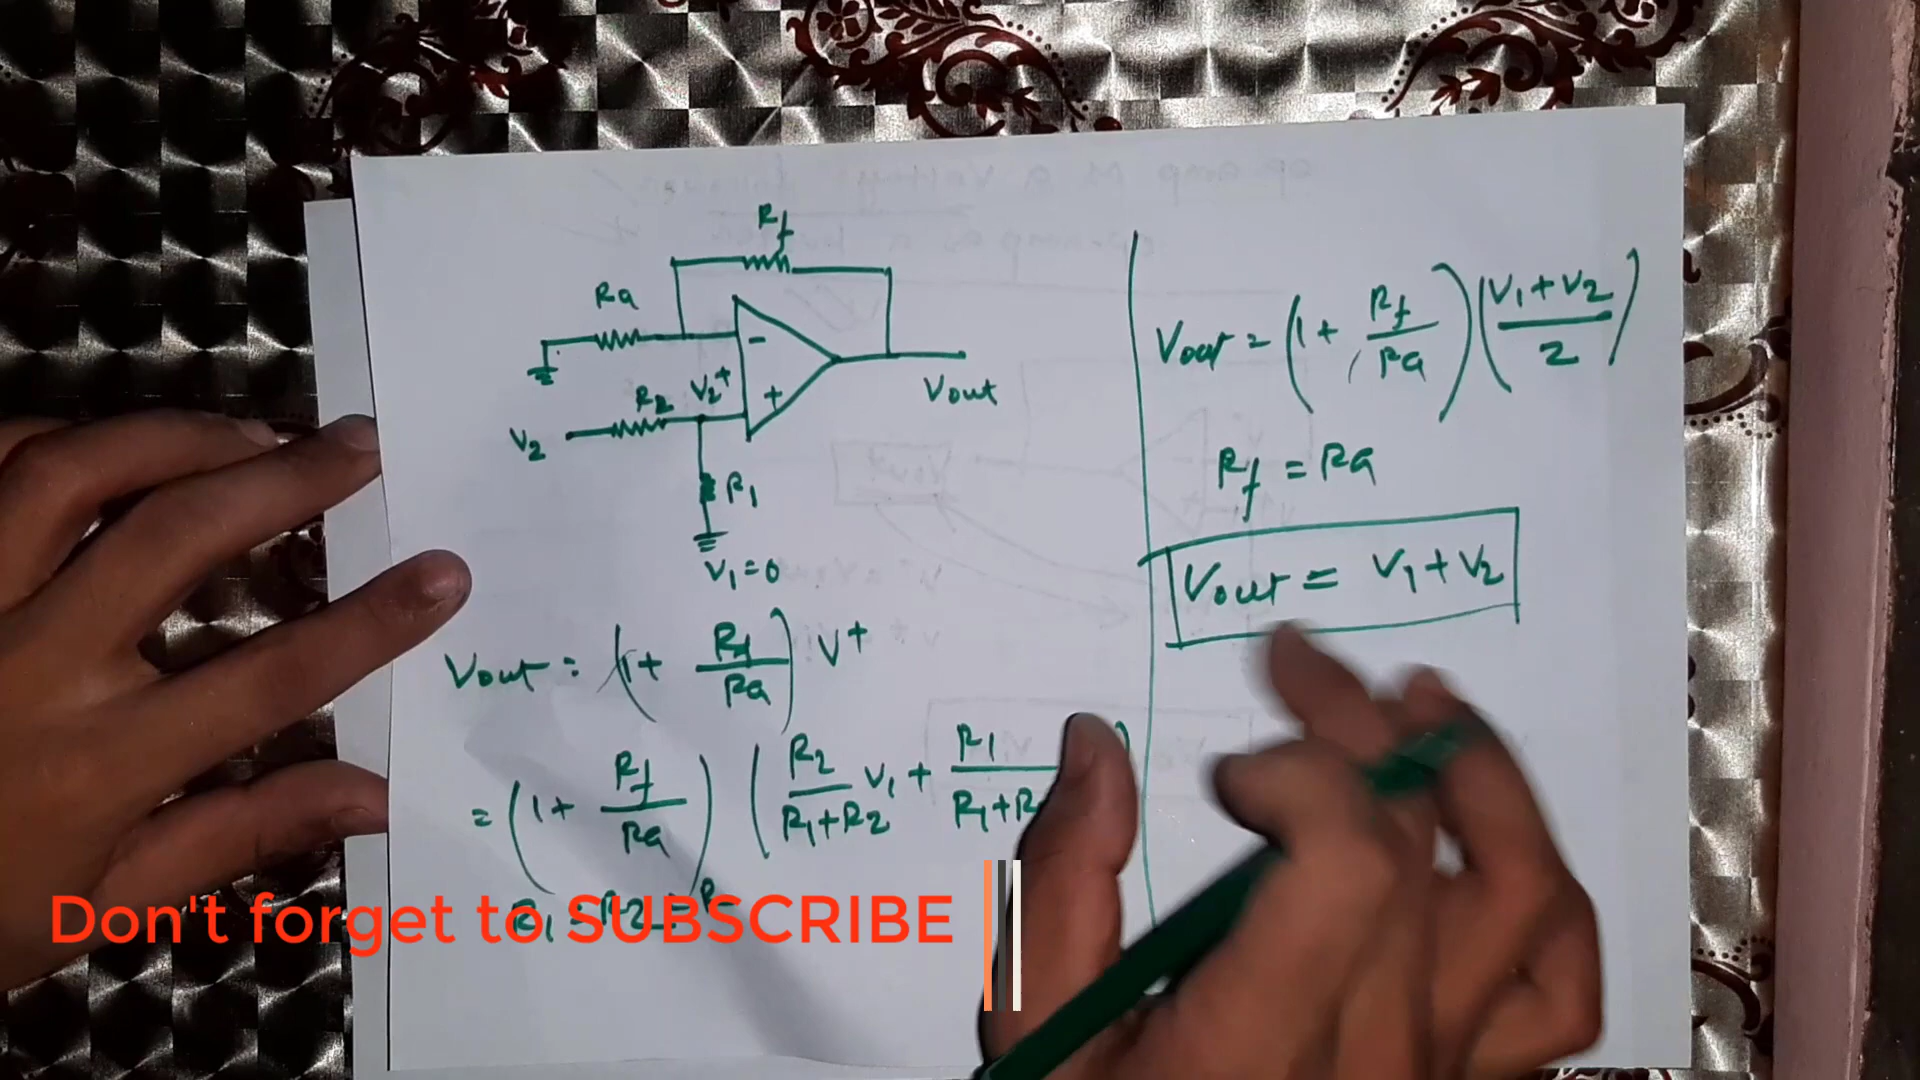 Rf
Ra
R2 V2+
-
+
V2
Vout
R1
V1 = 0
Vout = (1 + Rf/Ra) V+
= (1 + Rf/Ra) (R2/R1+R2 V1 + R1/R1+R
R1 = R2 = R
Vout = (1 + Rf/Ra) (V1+V2/2)
Rf = Ra
Vout = V1 + V2
Don't forget to SUBSCRIBE